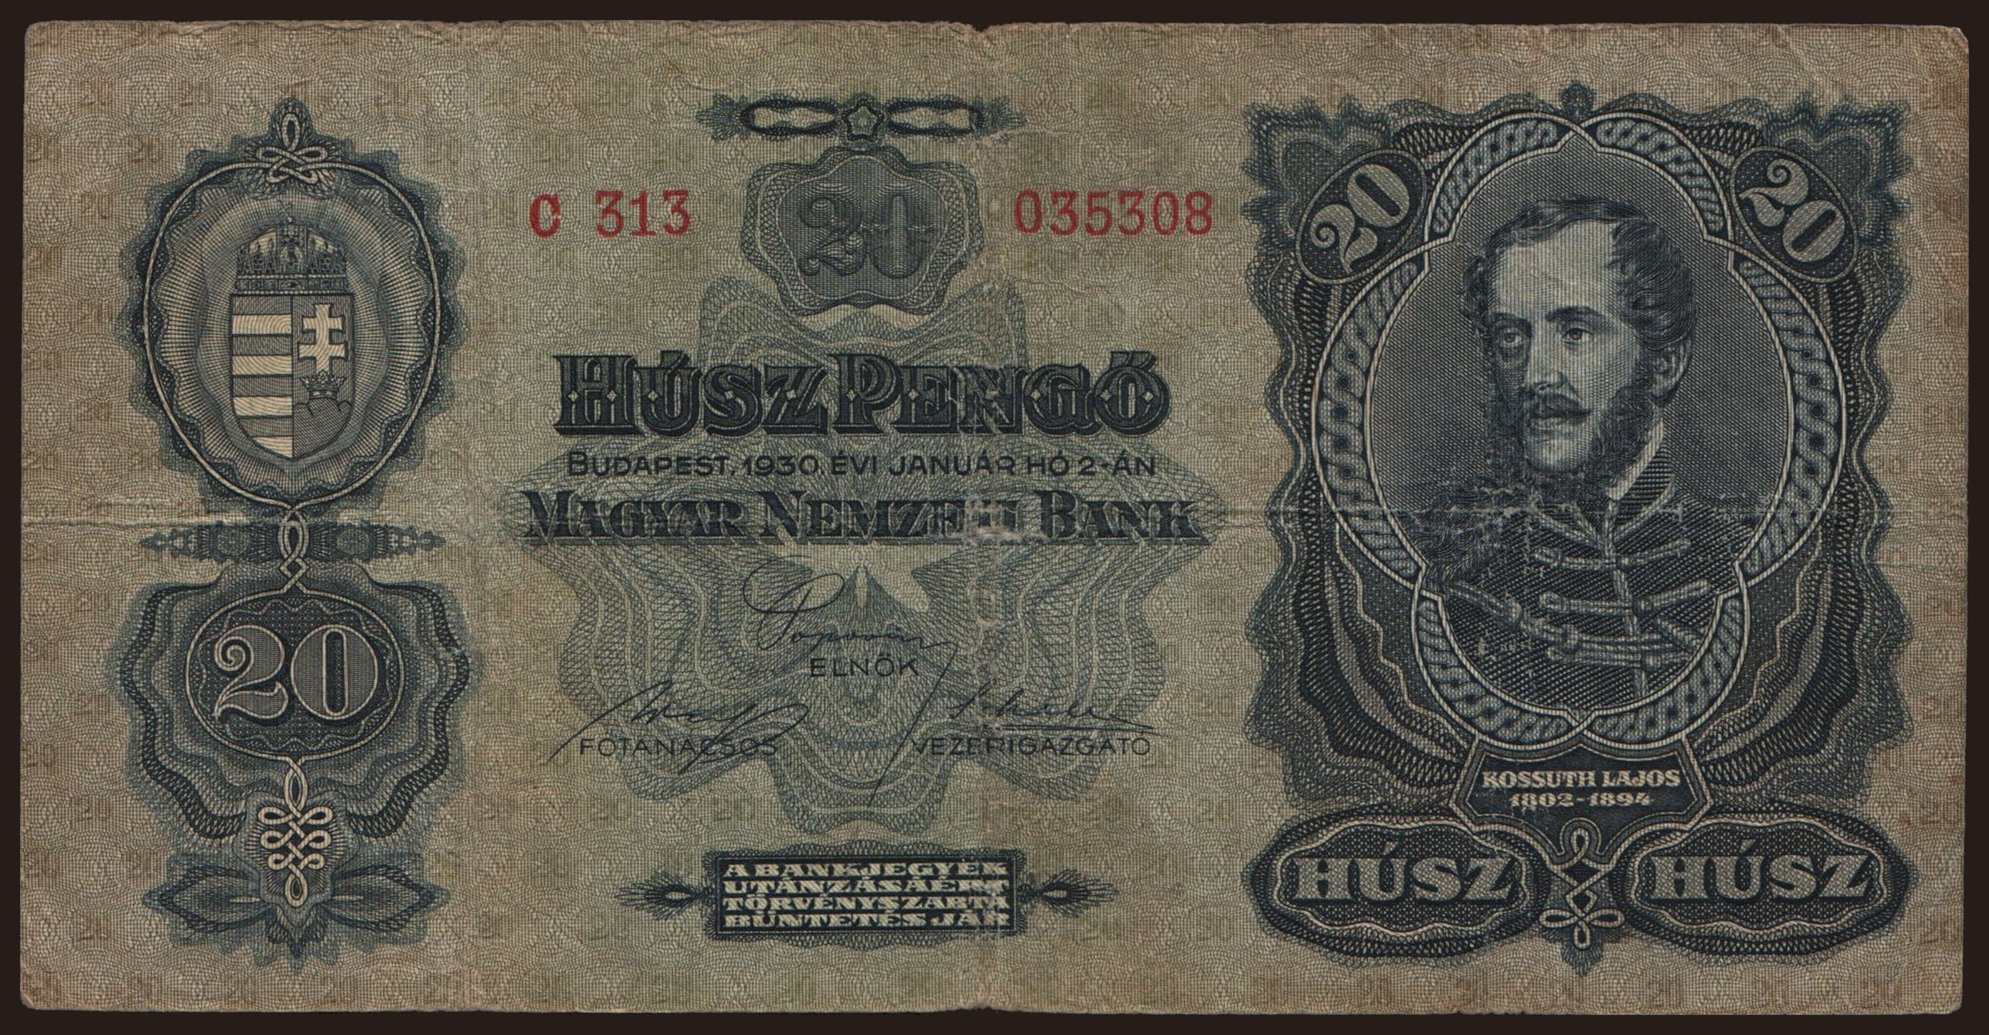 20
20
20
C 313
035308
HÚSZ PENGŐ
BUDAPEST, 1930. ÉVI JANUÁR HÓ 2-ÁN
MAGYAR NEMZETI BANK
ELNÖK
FŐTANÁCSOS
VEZÉRIGAZGATÓ
20
KOSSUTH LAJOS
1802-1894
A BANKJEGYEK
UTÁNZÁSÁÉRT
TÖRVÉNYSZABTA
BÜNTETÉS JÁR
HÚSZ
HÚSZ